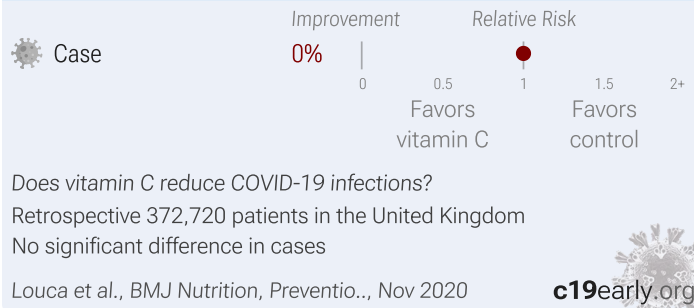 Improvement Relative Risk
Case 0%
0 0.5 1 1.5 2+
Favors Favors
vitamin C control
Does vitamin C reduce COVID-19 infections?
Retrospective 372,720 patients in the United Kingdom
No significant difference in cases
Louca et al., BMJ Nutrition, Preventio.., Nov 2020 c19early.org